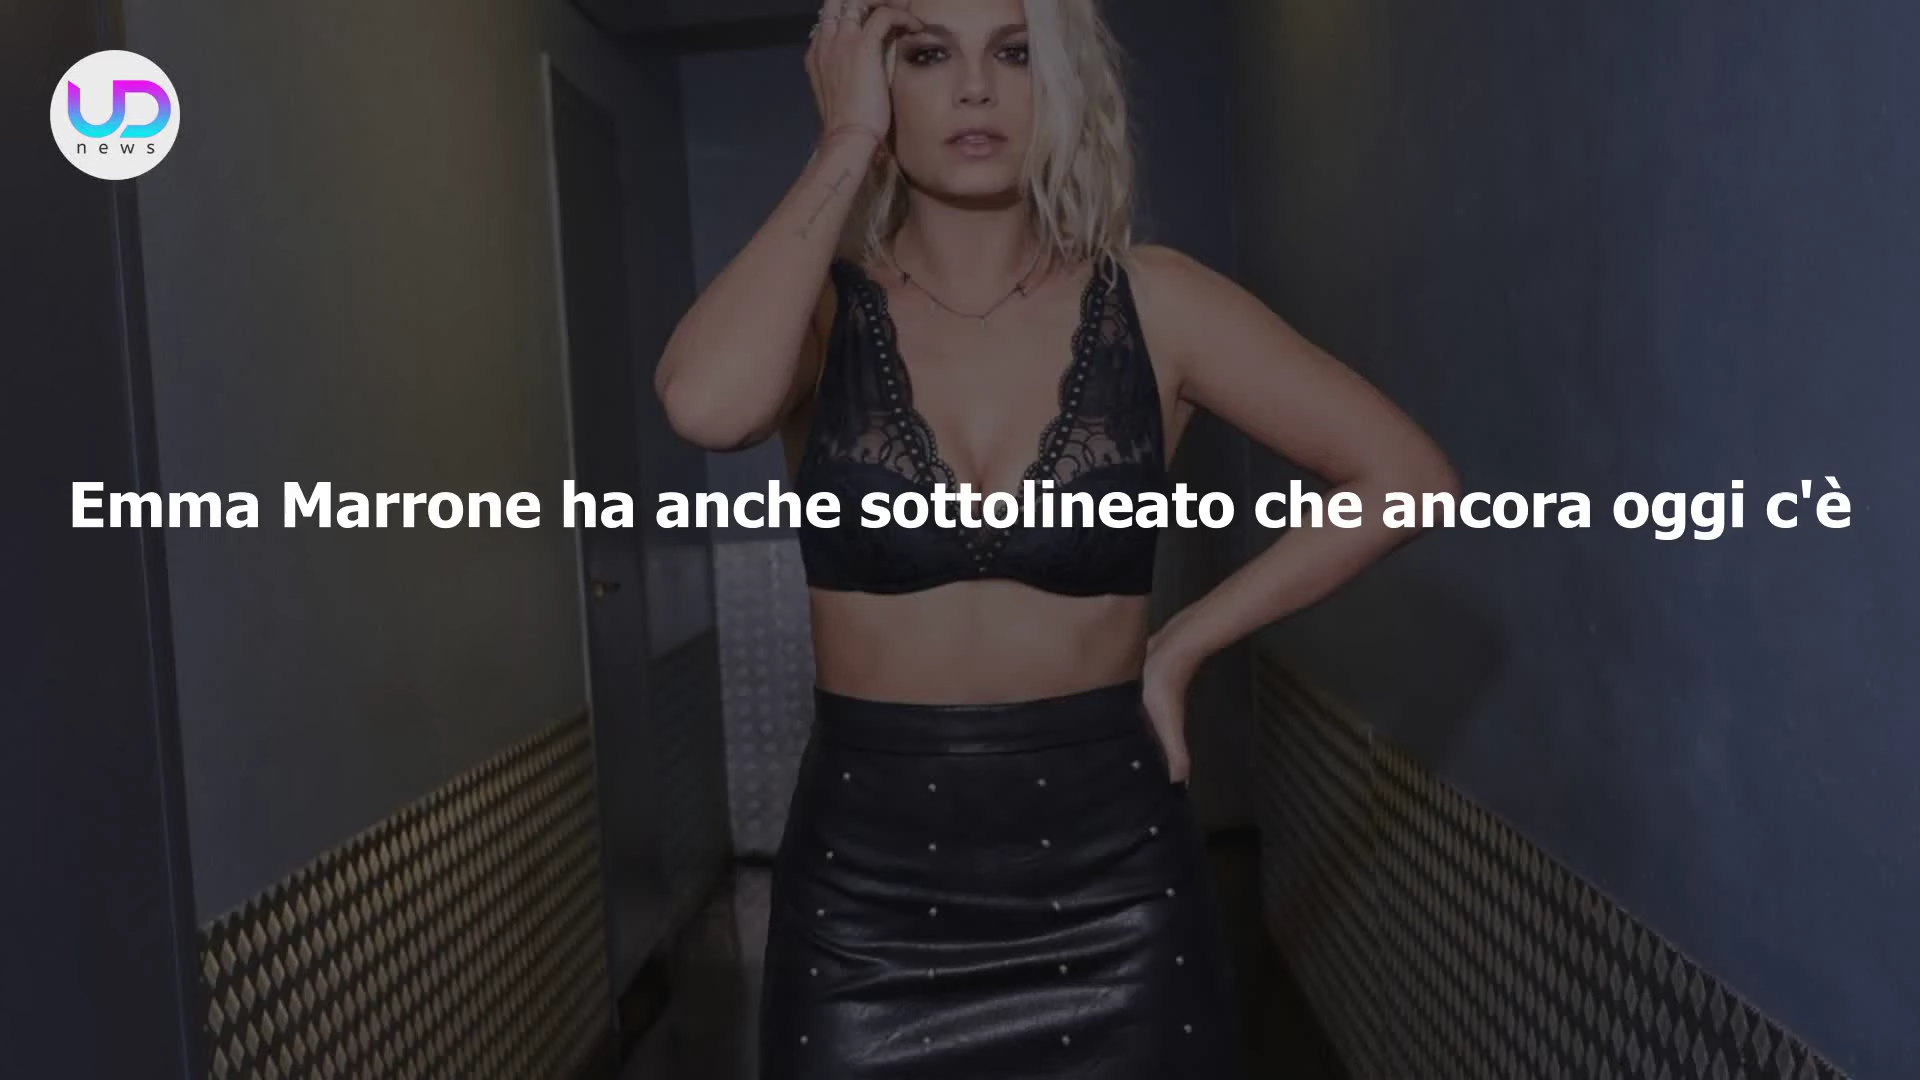 UD
news
Emma Marrone ha anche sottolineato che ancora oggi c'è